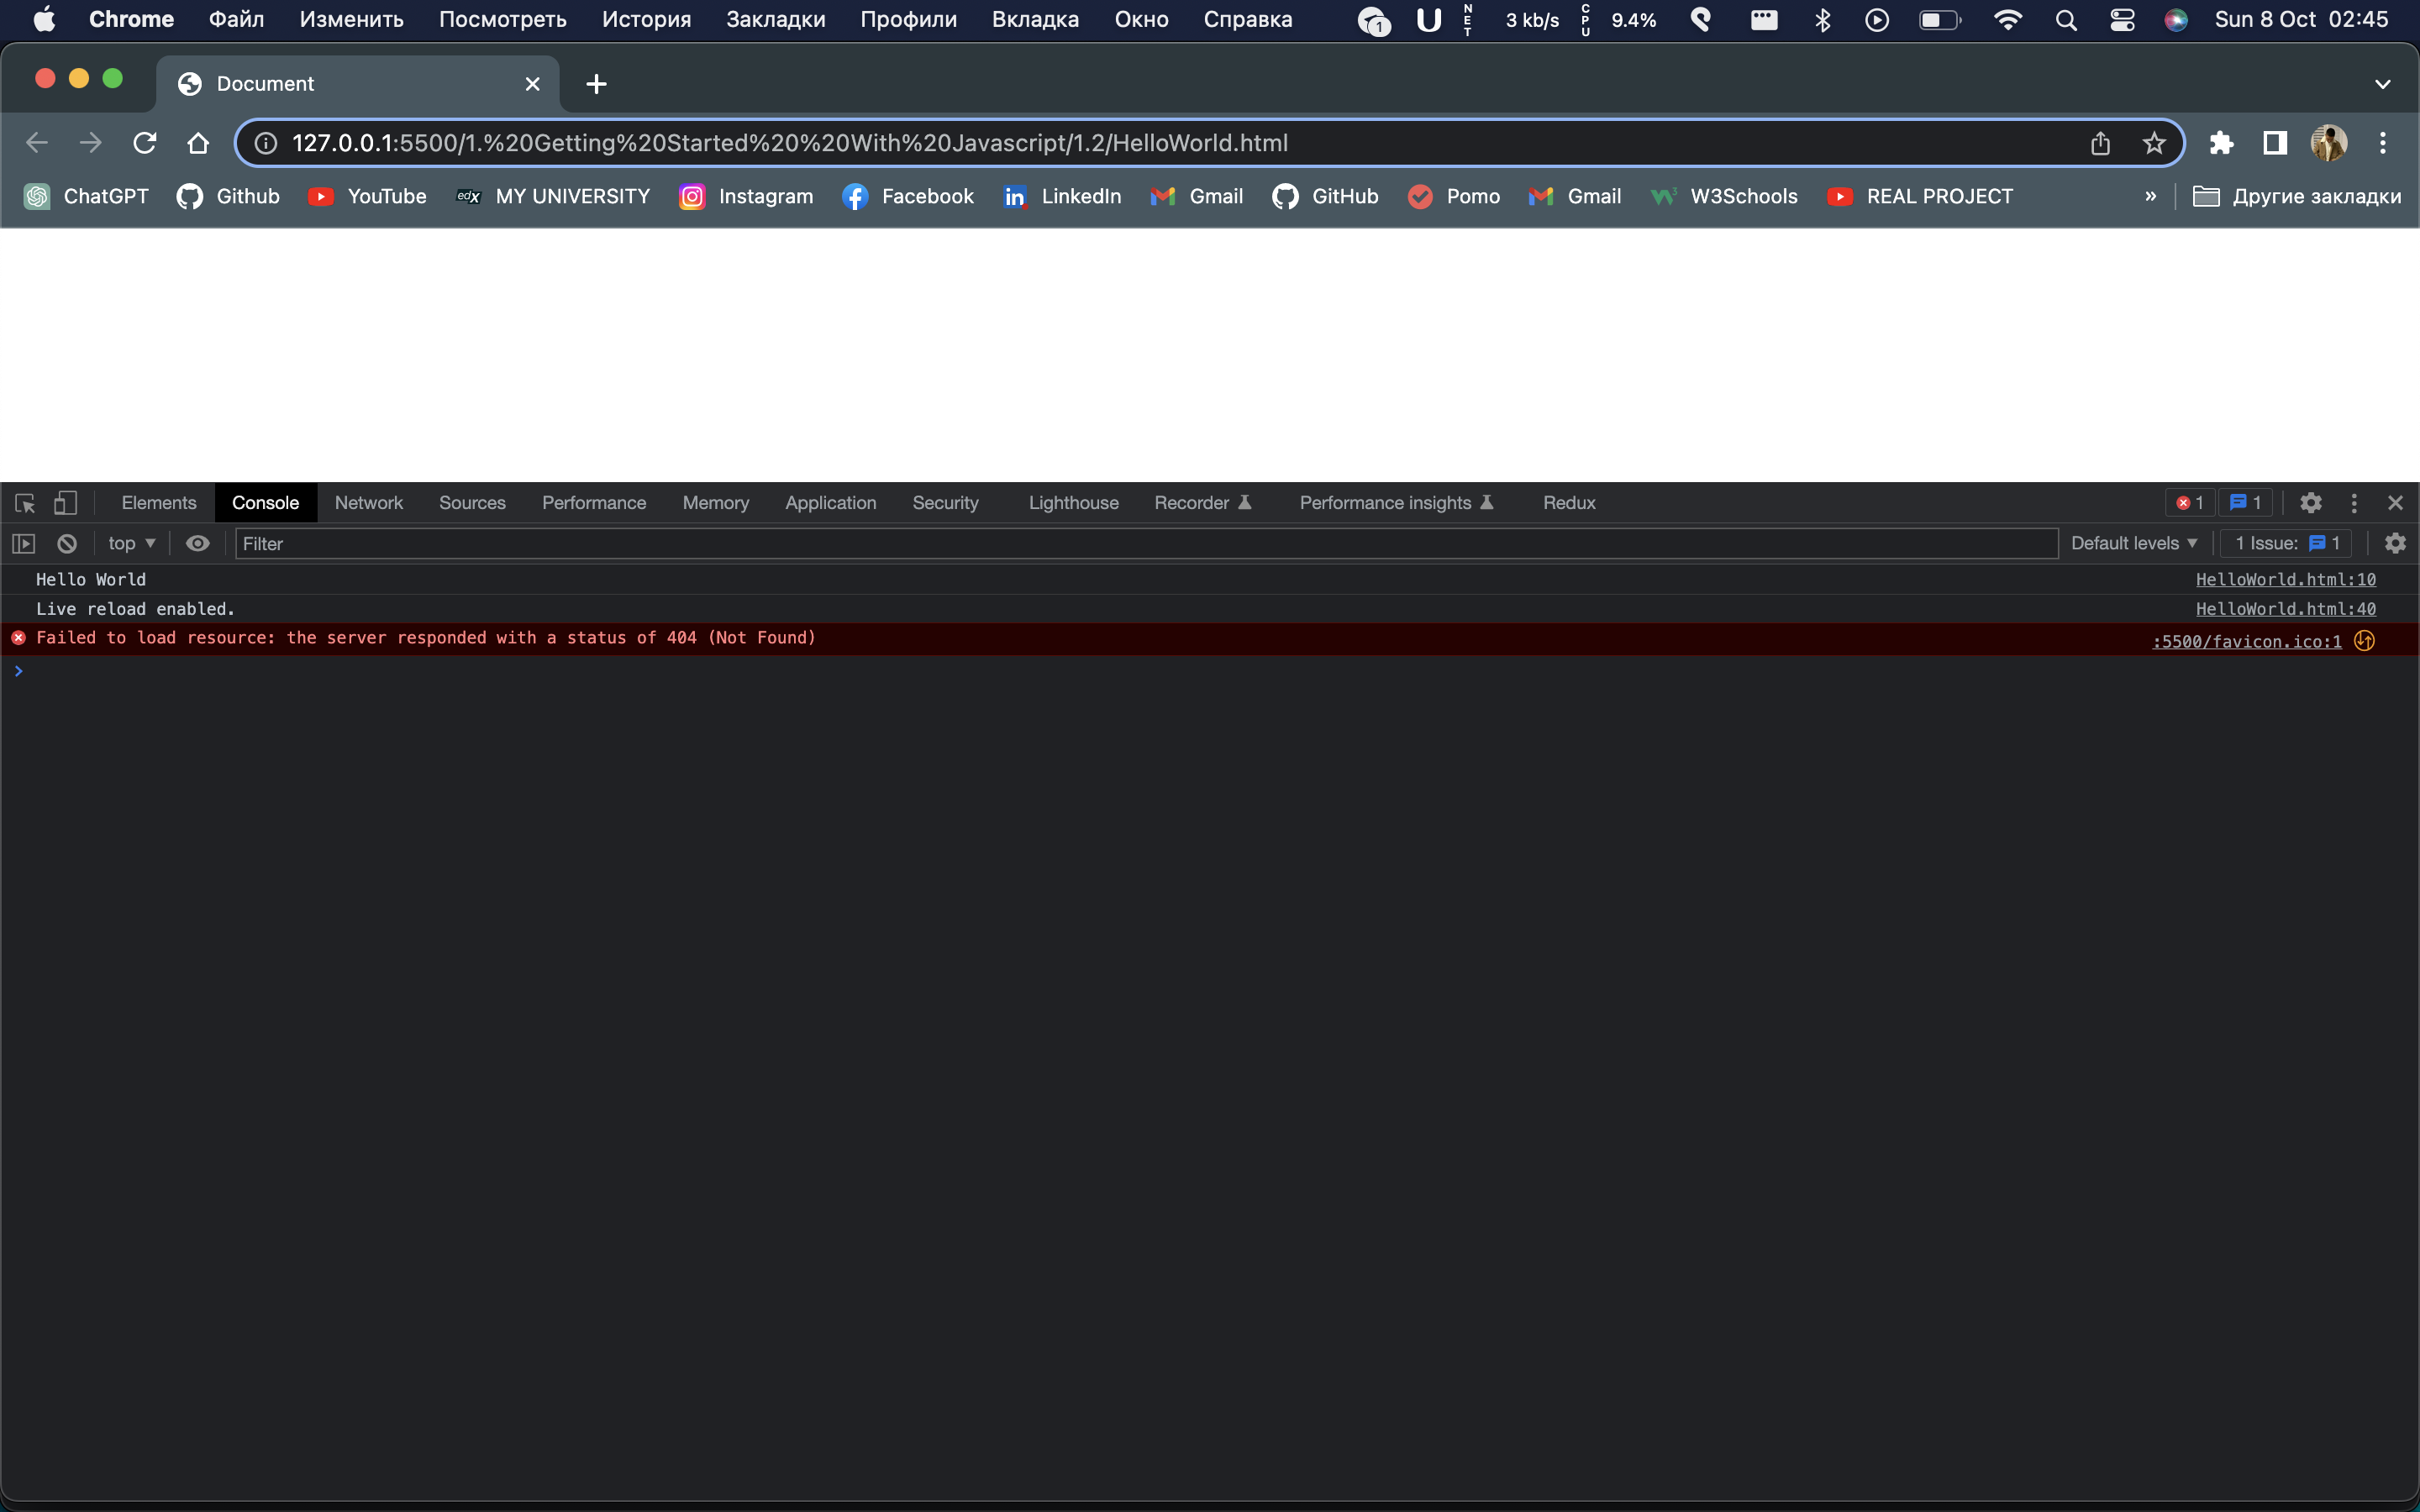 Chrome Файл Изменить Посмотреть История Закладки Профили Вкладка Окно Справка 1 U NET 3 kb/s CPU 9.4% Sun 8 Oct 02:45
Document
127.0.0.1:5500/1.%20Getting%20Started%20%20With%20Javascript/1.2/HelloWorld.html
ChatGPT Github YouTube edX MY UNIVERSITY Instagram Facebook in LinkedIn Gmail GitHub Pomo Gmail W3Schools REAL PROJECT » Другие закладки
Elements Console Network Sources Performance Memory Application Security Lighthouse Recorder Performance insights Redux 1 1
top Filter Default levels 1 Issue: 1
Hello World HelloWorld.html:10
Live reload enabled. HelloWorld.html:40
Failed to load resource: the server responded with a status of 404 (Not Found) :5500/favicon.ico:1